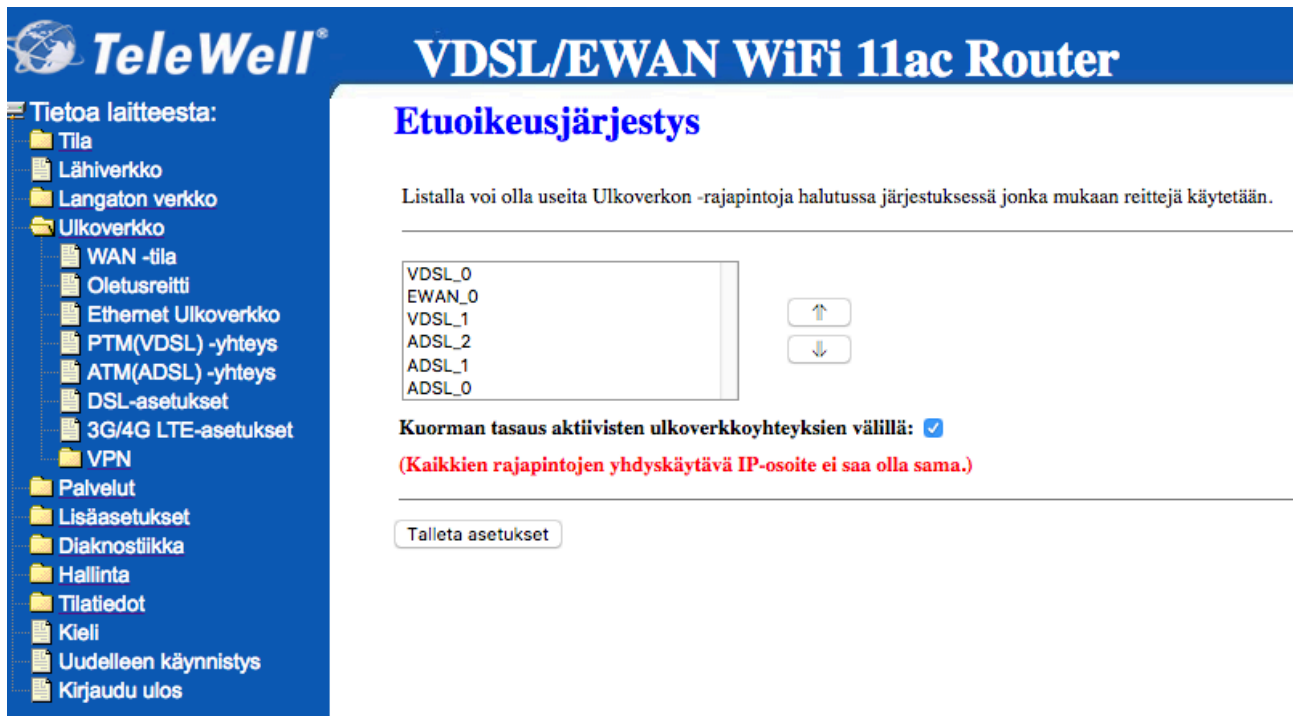 TeleWell®
VDSL/EWAN WiFi 11ac Router
Tietoa laitteesta:
Tila
Lähiverkko
Langaton verkko
Ulkoverkko
WAN -tila
Oletusreitti
Ethernet Ulkoverkko
PTM(VDSL) -yhteys
ATM(ADSL) -yhteys
DSL-asetukset
3G/4G LTE-asetukset
VPN
Palvelut
Lisäasetukset
Diaknostiikka
Hallinta
Tilatiedot
Kieli
Uudelleen käynnistys
Kirjaudu ulos
Etuoikeusjärjestys
Listalla voi olla useita Ulkoverkon -rajapintoja halutussa järjestuksessä jonka mukaan reittejä käytetään.
VDSL_0
EWAN_0
VDSL_1
ADSL_2
ADSL_1
ADSL_0
⇑
⇓
Kuorman tasaus aktiivisten ulkoverkkoyhteyksien välillä:
(Kaikkien rajapintojen yhdyskäytävä IP-osoite ei saa olla sama.)
Talleta asetukset